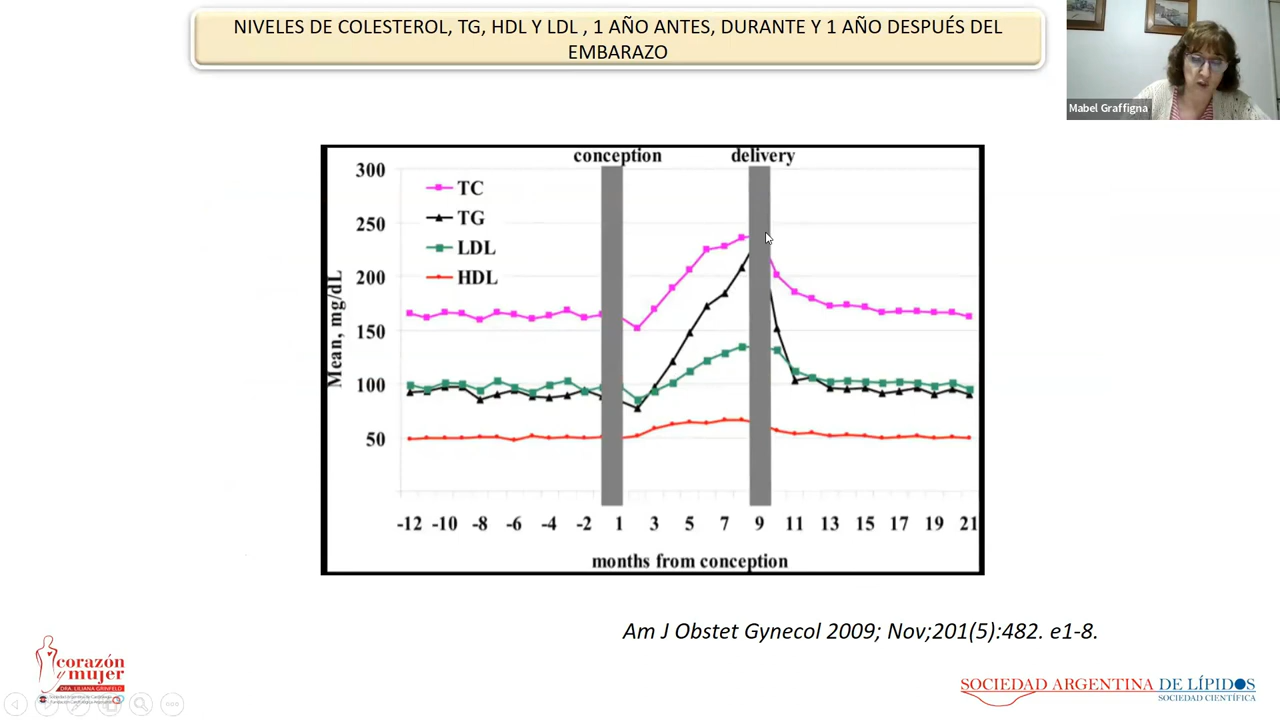 NIVELES DE COLESTEROL, TG, HDL Y LDL , 1 AÑO ANTES, DURANTE Y 1 AÑO DESPUÉS DEL
EMBARAZO
Mabel Graffigna
conception
delivery
300
250
200
150
100
50
TC
TG
LDL
HDL
Mean, mg/dL
-12 -10 -8 -6 -4 -2 1 3 5 7 9 11 13 15 17 19 21
months from conception
Am J Obstet Gynecol 2009; Nov;201(5):482. e1-8.
corazón
y mujer
DRA. LILIANA GRINFELD
SOCIEDAD ARGENTINA DE LÍPIDOS
SOCIEDAD CIENTÍFICA